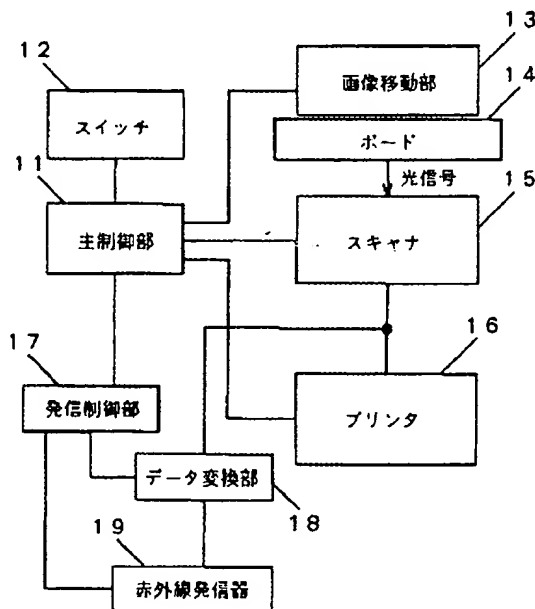 13
12
画像移動部
14
スイッチ
ボード
11
光信号
15
主制御部
スキャナ
16
17
発信制御部
プリンタ
データ変換部
18
19
赤外線発信器